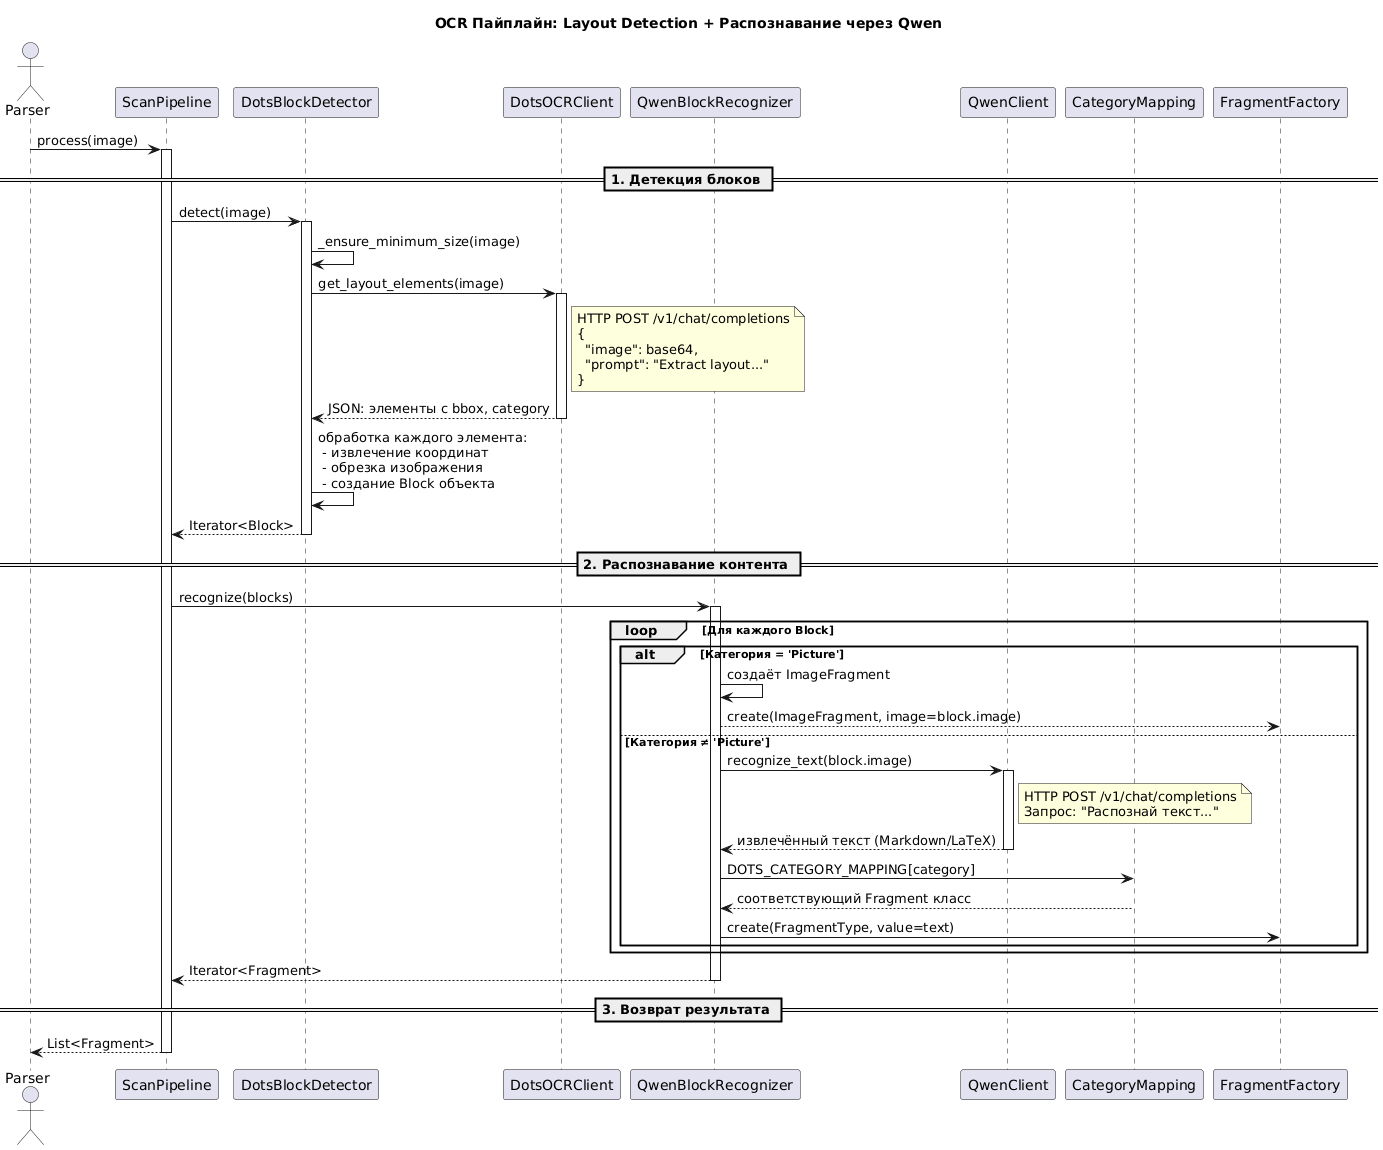 OCR Пайплайн: Layout Detection + Распознавание через Qwen
Parser
ScanPipeline
DotsBlockDetector
DotsOCRClient
QwenBlockRecognizer
QwenClient
CategoryMapping
FragmentFactory
process(image)
1. Детекция блоков
detect(image)
_ensure_minimum_size(image)
get_layout_elements(image)
HTTP POST /v1/chat/completions
{
"image": base64,
"prompt": "Extract layout..."
}
JSON: элементы с bbox, category
обработка каждого элемента:
- извлечение координат
- обрезка изображения
- создание Block объекта
Iterator<Block>
2. Распознавание контента
recognize(blocks)
loop [Для каждого Block]
alt [Категория = 'Picture']
создаёт ImageFragment
create(ImageFragment, image=block.image)
[Категория ≠ 'Picture']
recognize_text(block.image)
HTTP POST /v1/chat/completions
Запрос: "Распознай текст..."
извлечённый текст (Markdown/LaTeX)
DOTS_CATEGORY_MAPPING[category]
соответствующий Fragment класс
create(FragmentType, value=text)
Iterator<Fragment>
3. Возврат результата
List<Fragment>
Parser
ScanPipeline
DotsBlockDetector
DotsOCRClient
QwenBlockRecognizer
QwenClient
CategoryMapping
FragmentFactory